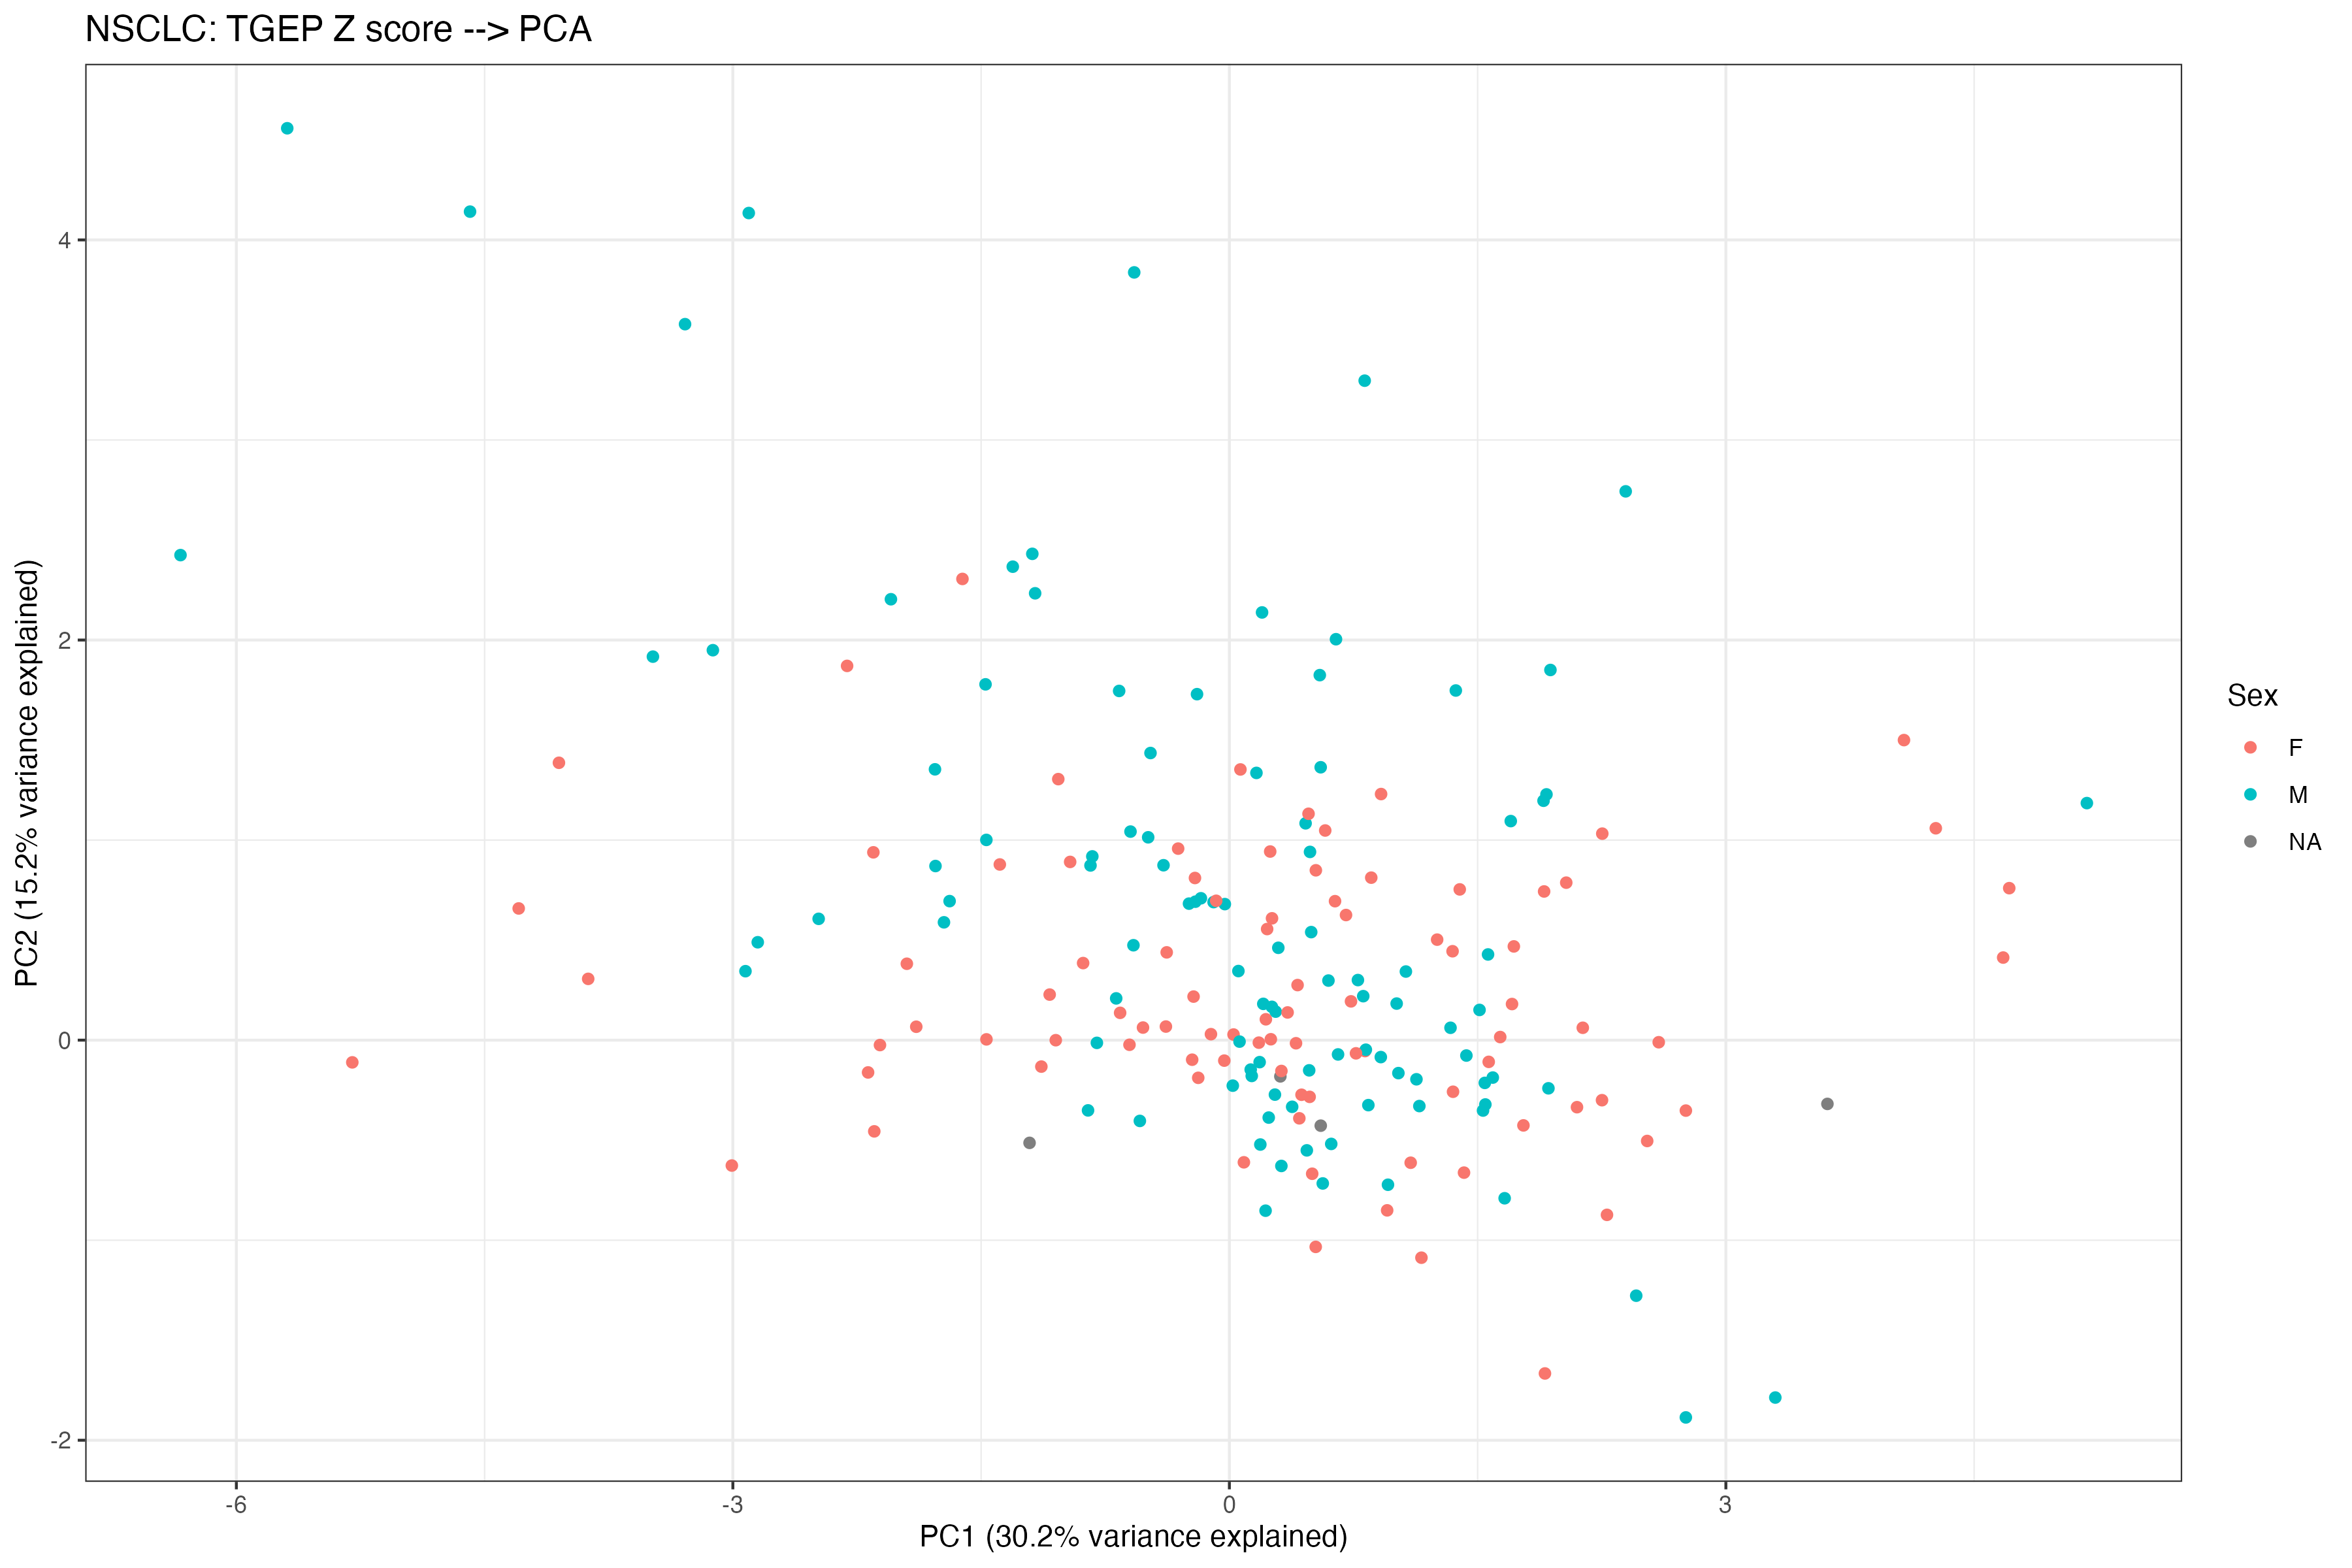 NSCLC: TGEP Z score --> PCA
PC2 (15.2% variance explained)
4
2
0
-2
-6
-3
0
3
PC1 (30.2% variance explained)
Sex
F
M
NA